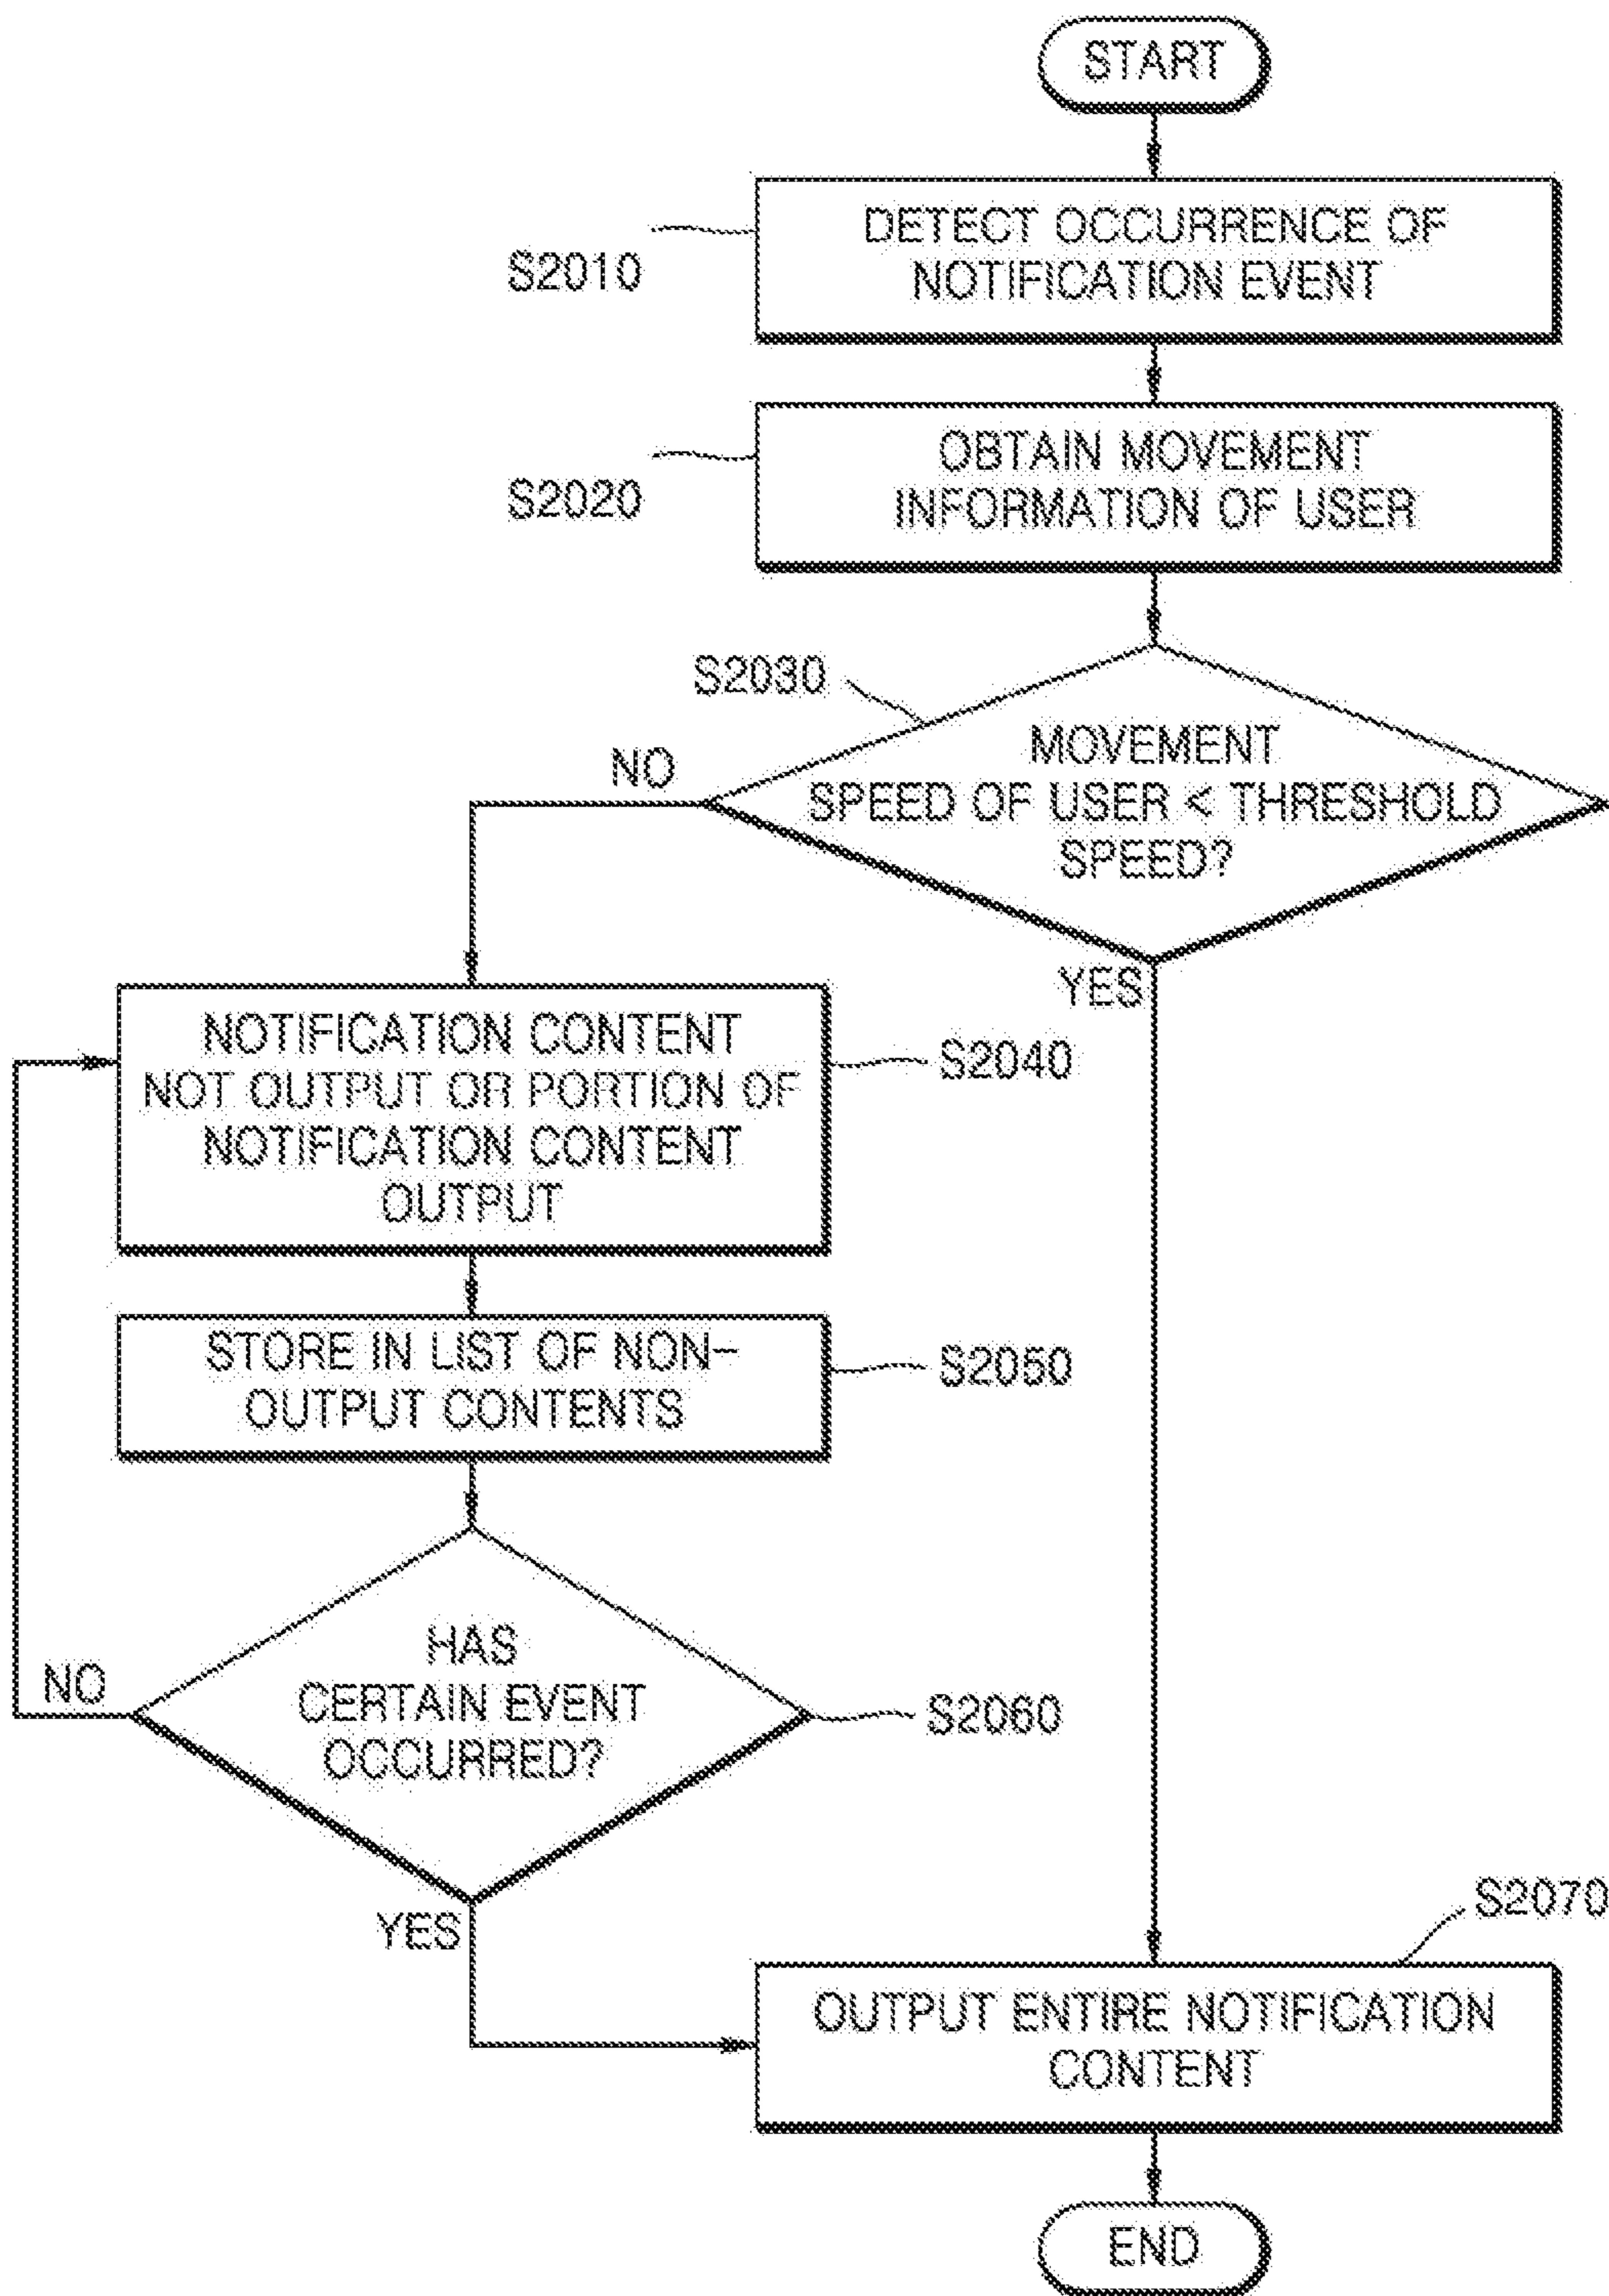 START
DETECT OCCURRENCE OF
NOTIFICATION EVENT
S2010
OBTAIN MOVEMENT
INFORMATION OF USER
S2020
S2030
MOVEMENT
SPEED OF USER < THRESHOLD
SPEED?
NO
YES
NOTIFICATION CONTENT
NOT OUTPUT OR PORTION OF
NOTIFICATION CONTENT
OUTPUT
S2040
STORE IN LIST OF NON-
OUTPUT CONTENTS
S2050
HAS
CERTAIN EVENT
OCCURRED?
NO
S2060
YES
S2070
OUTPUT ENTIRE NOTIFICATION
CONTENT
END